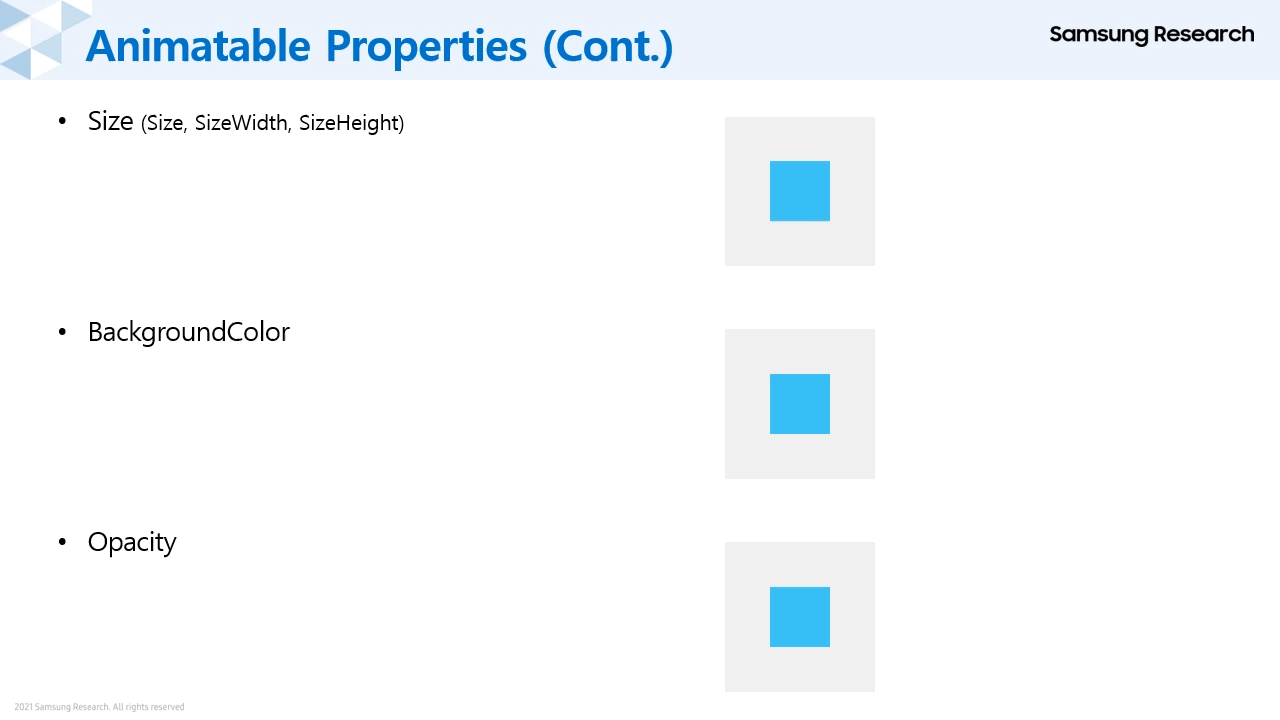 Animatable Properties (Cont.)
Samsung Research
• Size (Size, SizeWidth, SizeHeight)
• BackgroundColor
• Opacity
2021 Samsung Research. All rights reserved